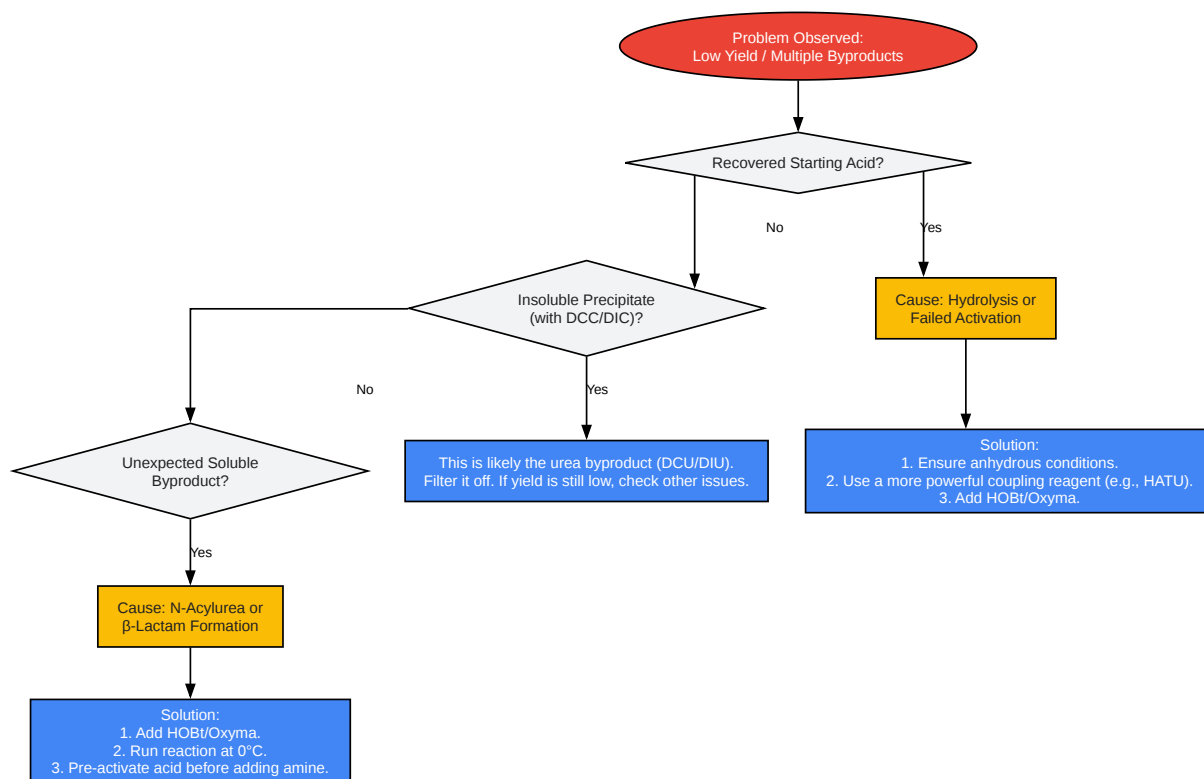 Problem Observed:
Low Yield / Multiple Byproducts
Recovered Starting Acid?
No
Yes
Insoluble Precipitate
(with DCC/DIC)?
Cause: Hydrolysis or
Failed Activation
No
Yes
Unexpected Soluble
Byproduct?
This is likely the urea byproduct (DCU/DIU).
Filter it off. If yield is still low, check other issues.
Solution:
1. Ensure anhydrous conditions.
2. Use a more powerful coupling reagent (e.g., HATU).
3. Add HOBt/Oxyma.
Yes
Cause: N-Acylurea or
β-Lactam Formation
Solution:
1. Add HOBt/Oxyma.
2. Run reaction at 0°C.
3. Pre-activate acid before adding amine.